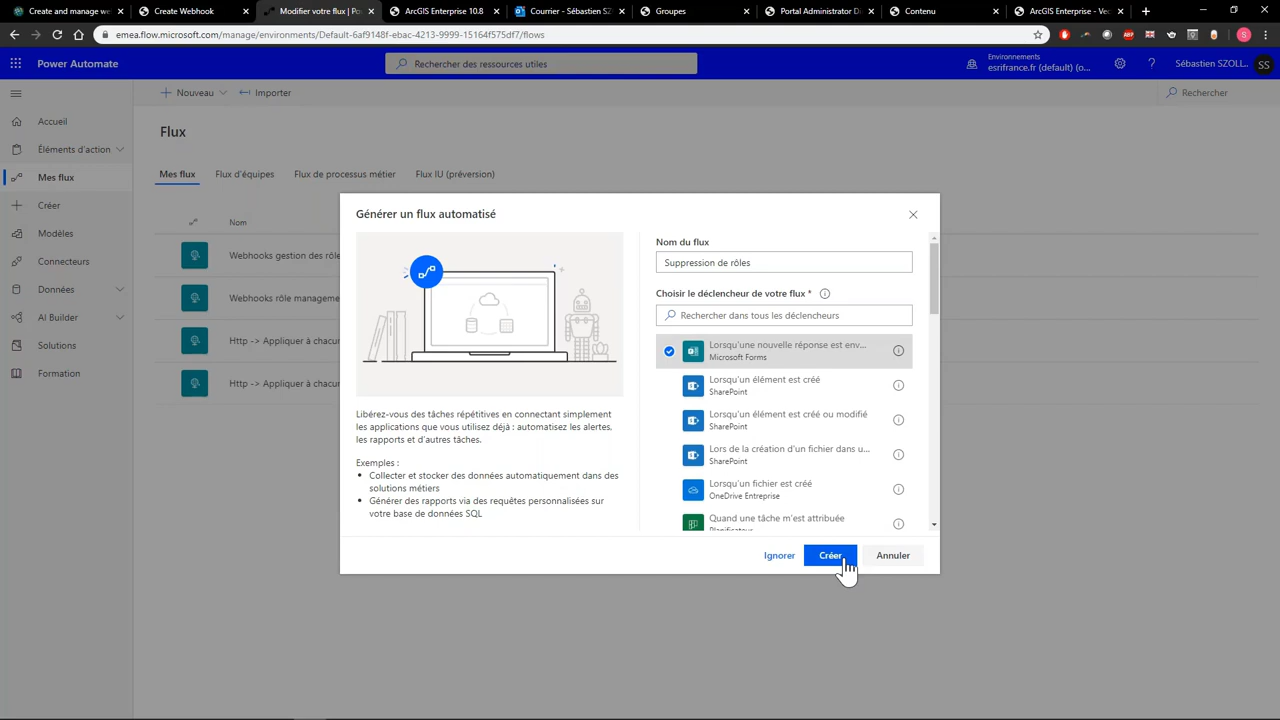 Create and manage we
Create Webhook
Modifier votre flux | Po
ArcGIS Enterprise 10.8
Courrier - Sébastien SZ
Groupes
Portal Administrator Di
Contenu
ArcGIS Enterprise - Ve
emea.flow.microsoft.com/manage/environments/Default-6af9148f-ebac-4213-9999-15164f575df7/flows
Power Automate
Rechercher des ressources utiles
Environnements
esrifrance.fr (default) (o...
Sébastien SZOLL...
SS
Nouveau
Importer
Rechercher
Accueil
Éléments d'action
Mes flux
Créer
Modèles
Connecteurs
Données
AI Builder
Solutions
Formation
Flux
Mes flux
Flux d'équipes
Flux de processus métier
Flux IU (préversion)
Nom
Webhooks gestion des rôle
Webhooks rôle manageme
Http -> Appliquer à chacur
Http -> Appliquer à chacur
Générer un flux automatisé
Libérez-vous des tâches répétitives en connectant simplement
les applications que vous utilisez déjà : automatisez les alertes,
les rapports et d'autres tâches.
Exemples :
• Collecter et stocker des données automatiquement dans des
solutions métiers
• Générer des rapports via des requêtes personnalisées sur
votre base de données SQL
Nom du flux
Suppression de rôles
Choisir le déclencheur de votre flux *
Rechercher dans tous les déclencheurs
Lorsqu'une nouvelle réponse est env...
Microsoft Forms
Lorsqu'un élément est créé
SharePoint
Lorsqu'un élément est créé ou modifié
SharePoint
Lors de la création d'un fichier dans u...
SharePoint
Lorsqu'un fichier est créé
OneDrive Entreprise
Quand une tâche m'est attribuée
Planificateur
Ignorer
Créer
Annuler